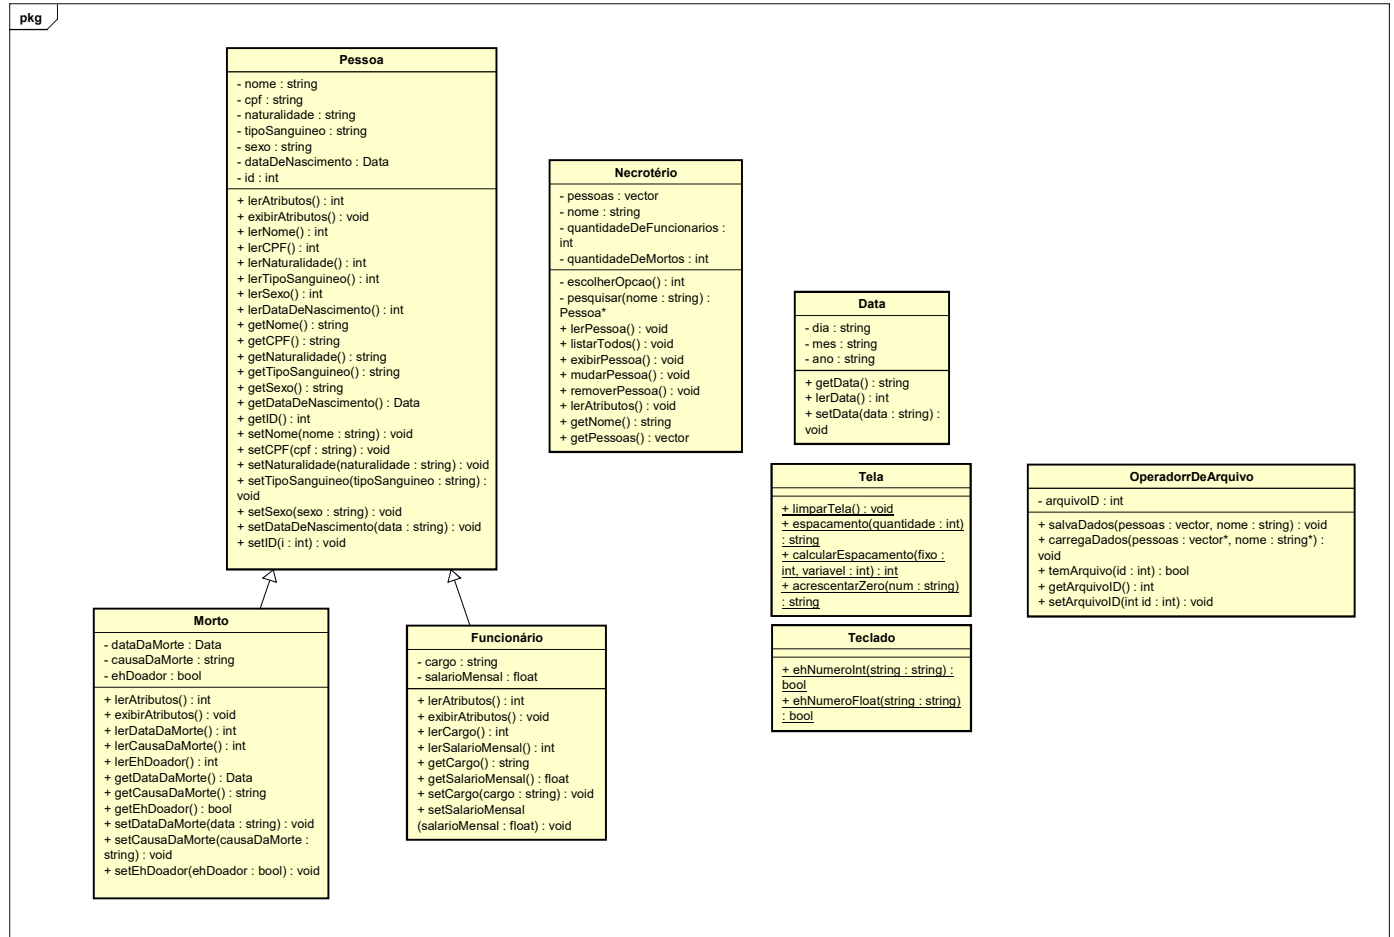 pkg
Pessoa
- nome : string
- cpf : string
- naturalidade : string
- tipoSanguineo : string
- sexo : string
- dataDeNascimento : Data
- id : int
+ lerAtributos() : int
+ exibirAtributos() : void
+ lerNome() : int
+ lerCPF() : int
+ lerNaturalidade() : int
+ lerTipoSanguineo() : int
+ lerSexo() : int
+ lerDataDeNascimento() : int
+ getNome() : string
+ getCPF() : string
+ getNaturalidade() : string
+ getTipoSanguineo() : string
+ getSexo() : string
+ getDataDeNascimento() : Data
+ getID() : int
+ setNome(nome : string) : void
+ setCPF(cpf : string) : void
+ setNaturalidade(naturalidade : string) : void
+ setTipoSanguineo(tipoSanguineo : string) :
void
+ setSexo(sexo : string) : void
+ setDataDeNascimento(data : string) : void
+ setID(i : int) : void
Necrotério
- pessoas : vector
- nome : string
- quantidadeDeFuncionarios :
int
- quantidadeDeMortos : int
- escolherOpcao() : int
- pesquisar(nome : string) :
Pessoa*
+ lerPessoa() : void
+ listarTodos() : void
+ exibirPessoa() : void
+ mudarPessoa() : void
+ removerPessoa() : void
+ lerAtributos() : void
+ getNome() : string
+ getPessoas() : vector
Data
- dia : string
- mes : string
- ano : string
+ getData() : string
+ lerData() : int
+ setData(data : string) :
void
Tela
+ limparTela() : void
+ espacamento(quantidade : int)
: string
+ calcularEspacamento(fixo :
int, variavel : int) : int
+ acrescentarZero(num : string)
: string
OperadorrDeArquivo
- arquivoID : int
+ salvaDados(pessoas : vector, nome : string) : void
+ carregaDados(pessoas : vector*, nome : string*) :
void
+ temArquivo(id : int) : bool
+ getArquivoID() : int
+ setArquivoID(int id : int) : void
Morto
- dataDaMorte : Data
- causaDaMorte : string
- ehDoador : bool
+ lerAtributos() : int
+ exibirAtributos() : void
+ lerDataDaMorte() : int
+ lerCausaDaMorte() : int
+ lerEhDoador() : int
+ getDataDaMorte() : Data
+ getCausaDaMorte() : string
+ getEhDoador() : bool
+ setDataDaMorte(data : string) : void
+ setCausaDaMorte(causaDaMorte :
string) : void
+ setEhDoador(ehDoador : bool) : void
Funcionário
- cargo : string
- salarioMensal : float
+ lerAtributos() : int
+ exibirAtributos() : void
+ lerCargo() : int
+ lerSalarioMensal() : int
+ getCargo() : string
+ getSalarioMensal() : float
+ setCargo(cargo : string) : void
+ setSalarioMensal
(salarioMensal : float) : void
Teclado
+ ehNumeroInt(string : string) :
bool
+ ehNumeroFloat(string : string)
: bool